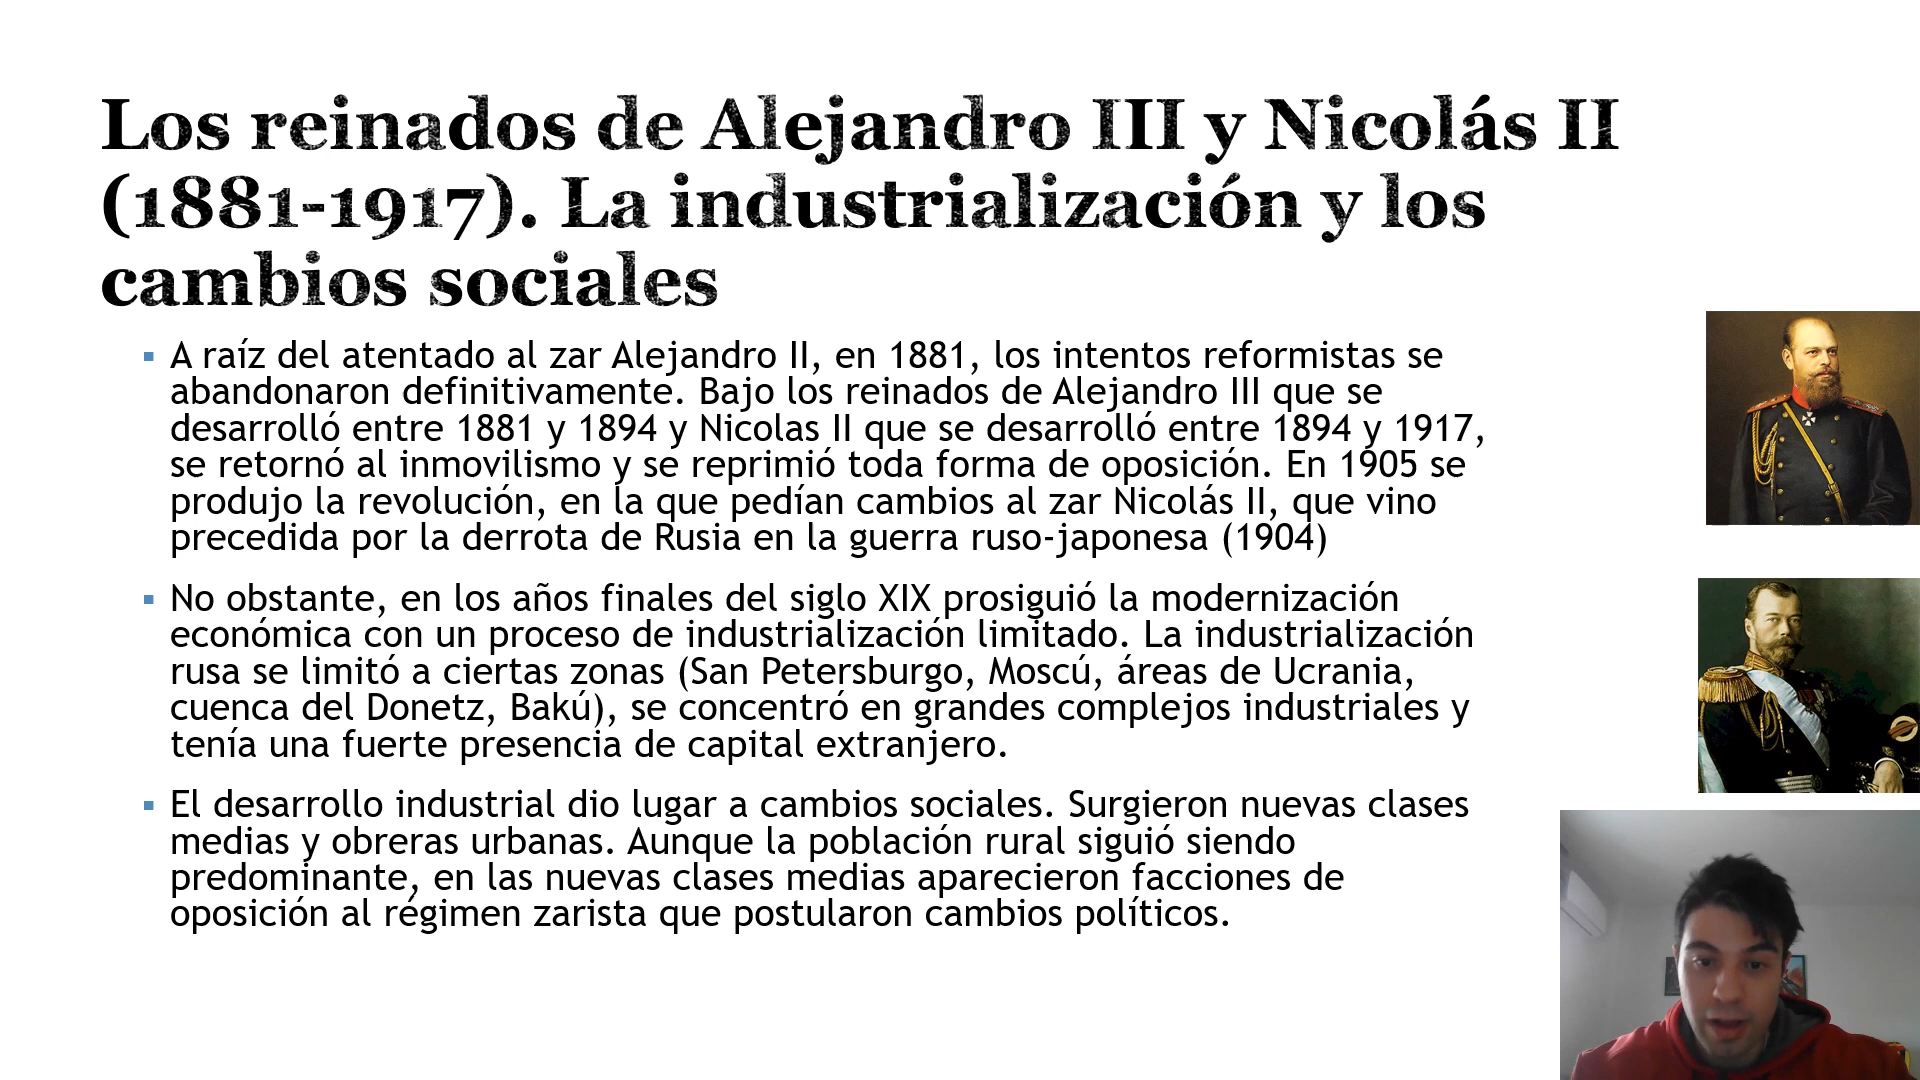 Los reinados de Alejandro III y Nicolás II
(1881-1917). La industrialización y los
cambios sociales
▪ A raíz del atentado al zar Alejandro II, en 1881, los intentos reformistas se
abandonaron definitivamente. Bajo los reinados de Alejandro III que se
desarrolló entre 1881 y 1894 y Nicolas II que se desarrolló entre 1894 y 1917,
se retornó al inmovilismo y se reprimió toda forma de oposición. En 1905 se
produjo la revolución, en la que pedían cambios al zar Nicolás II, que vino
precedida por la derrota de Rusia en la guerra ruso-japonesa (1904)
▪ No obstante, en los años finales del siglo XIX prosiguió la modernización
económica con un proceso de industrialización limitado. La industrialización
rusa se limitó a ciertas zonas (San Petersburgo, Moscú, áreas de Ucrania,
cuenca del Donetz, Bakú), se concentró en grandes complejos industriales y
tenía una fuerte presencia de capital extranjero.
▪ El desarrollo industrial dio lugar a cambios sociales. Surgieron nuevas clases
medias y obreras urbanas. Aunque la población rural siguió siendo
predominante, en las nuevas clases medias aparecieron facciones de
oposición al régimen zarista que postularon cambios políticos.